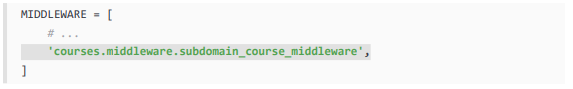 MIDDLEWARE = [
# ...
'courses.middleware.subdomain_course_middleware',
]